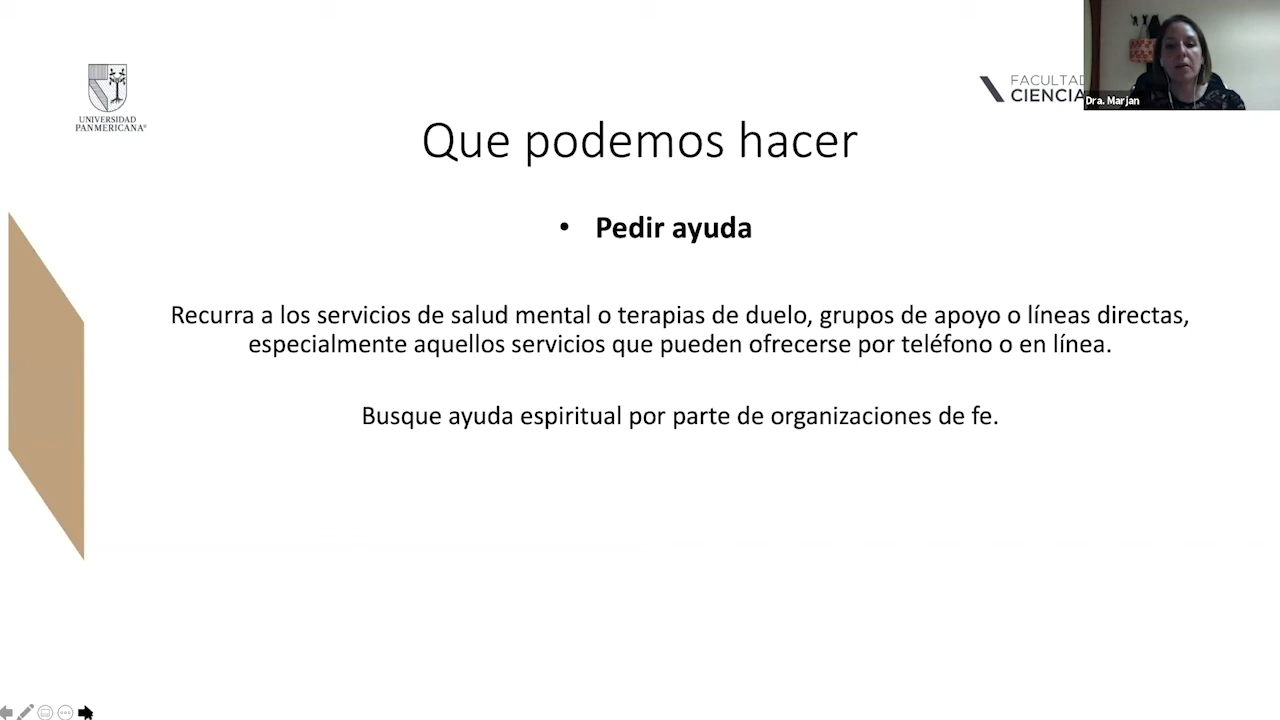 UNIVERSIDAD
PANAMERICANA®
FACULTAD
CIENCIA
Dra. Marjan
Que podemos hacer
• Pedir ayuda
Recurra a los servicios de salud mental o terapias de duelo, grupos de apoyo o líneas directas,
especialmente aquellos servicios que pueden ofrecerse por teléfono o en línea.
Busque ayuda espiritual por parte de organizaciones de fe.